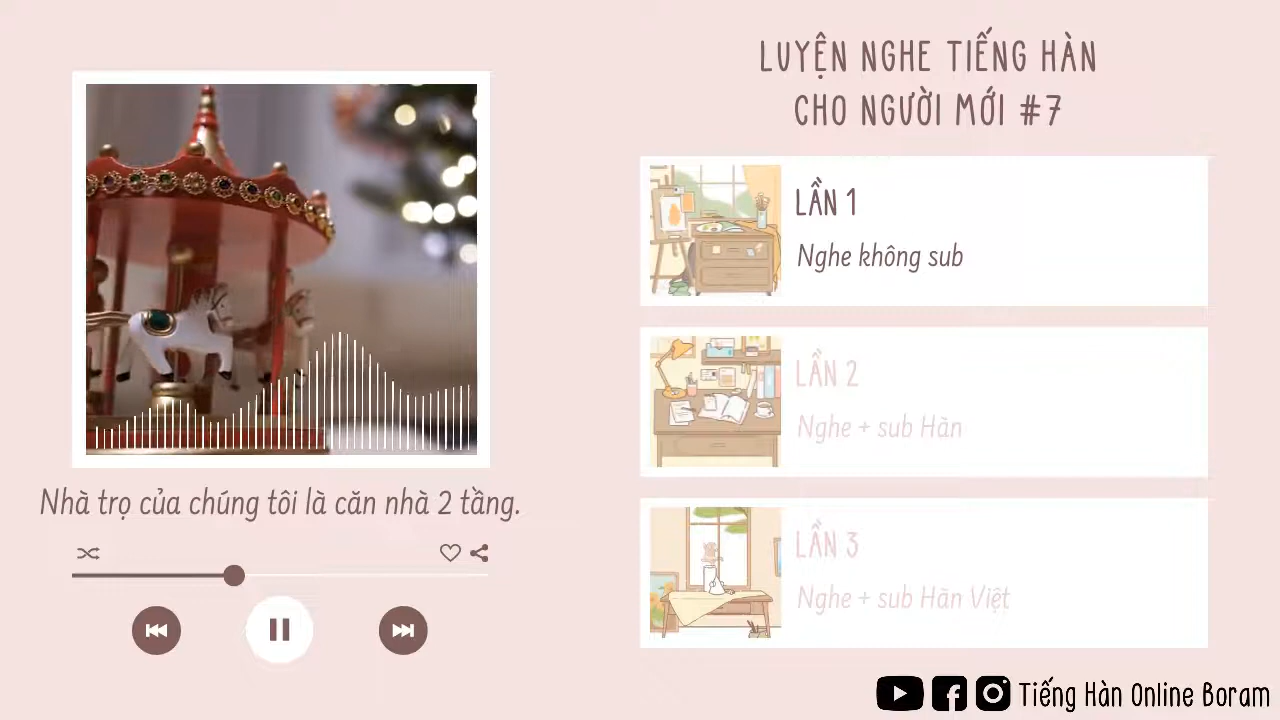 LUYỆN NGHE TIẾNG HÀN
CHO NGƯỜI MỚI #7
LẦN 1
Nghe không sub
LẦN 2
Nghe + sub Hàn
LẦN 3
Nghe + sub Hàn Việt
Nhà trọ của chúng tôi là căn nhà 2 tầng.
Tiếng Hàn Online Boram